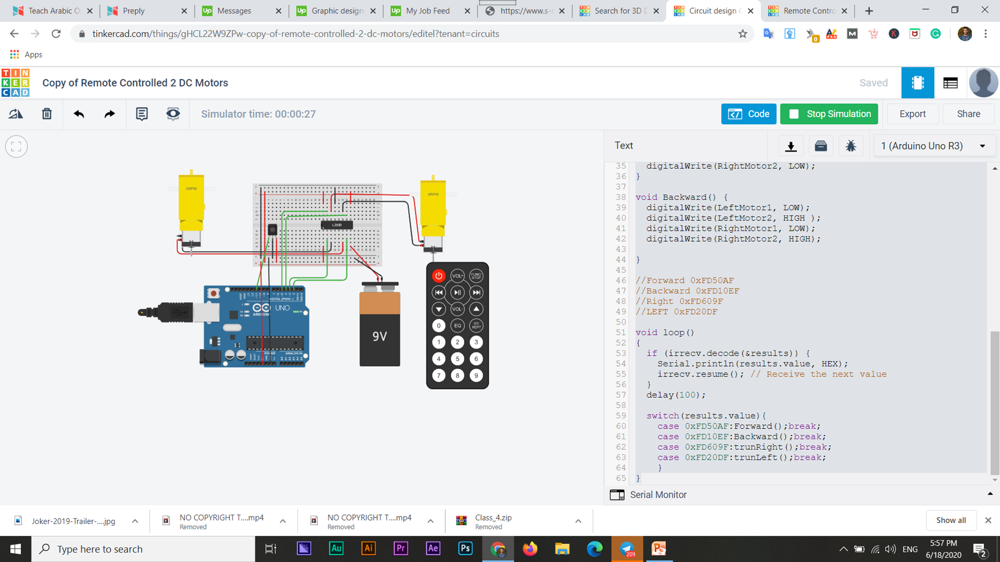 Teach Arabic O
Preply
Messages
Graphic design
My Job Feed
https://www.s-
Search for 3D D
Circuit design C
Remote Contro
tinkercad.com/things/gHCL22W9ZPw-copy-of-remote-controlled-2-dc-motors/editel?tenant=circuits
Apps
TIN
KER
CAD
Copy of Remote Controlled 2 DC Motors
Saved
Simulator time: 00:00:27
Code
Stop Simulation
Export
Share
Text
1 (Arduino Uno R3)
35 digitalWrite(RightMotor2, LOW);
36 }
37
38 void Backward() {
39 digitalWrite(LeftMotor1, LOW);
40 digitalWrite(LeftMotor2, HIGH );
41 digitalWrite(RightMotor1, LOW);
42 digitalWrite(RightMotor2, HIGH);
43
44 }
45
46 //Forward 0xFD50AF
47 //Backward 0xFD10EF
48 //Right 0xFD609F
49 //LEFT 0xFD20DF
50
51 void loop()
52 {
53 if (irrecv.decode(&results)) {
54 Serial.println(results.value, HEX);
55 irrecv.resume(); // Receive the next value
56 }
57 delay(100);
58
59 switch(results.value){
60 case 0xFD50AF:Forward();break;
61 case 0xFD10EF:Backward();break;
62 case 0xFD609F:trunRight();break;
63 case 0xFD20DF:trunLeft();break;
64 }
65 }
0RPM
0RPM
L293D
UNO
ARDUINO
DIGITAL (PWM~)
POWER
ANALOG IN
9V
VOL+
FUNC/
STOP
VOL-
0
EQ
ST/
REPT
1 2 3
4 5 6
7 8 9
Serial Monitor
Joker-2019-Trailer-....jpg
NO COPYRIGHT T....mp4
Removed
NO COPYRIGHT T....mp4
Removed
Class_4.zip
Removed
Show all
Type here to search
Au
Ai
Pr
Ae
Ps
209
ENG
5:57 PM
6/18/2020
2